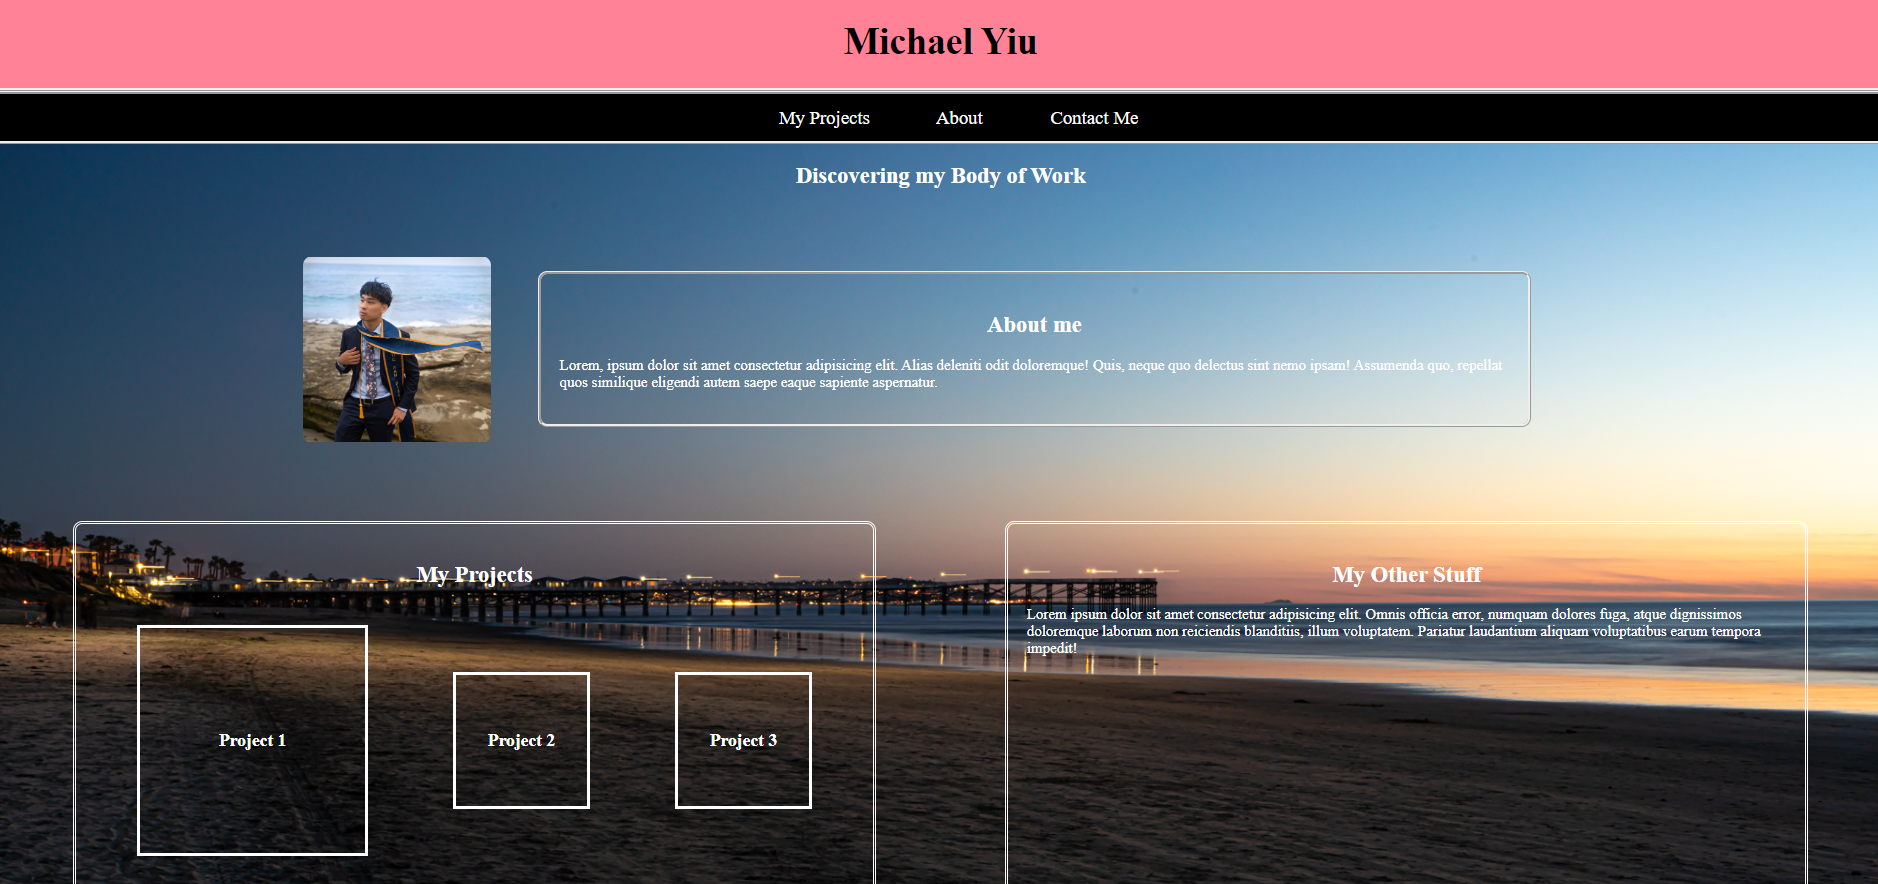 Michael Yiu
My Projects
About
Contact Me
Discovering my Body of Work
About me
Lorem, ipsum dolor sit amet consectetur adipisicing elit. Alias deleniti odit doloremque! Quis, neque quo delectus sint nemo ipsam! Assumenda quo, repellat
quos similique eligendi autem saepe eaque sapiente aspernatur.
My Projects
Project 1
Project 2
Project 3
My Other Stuff
Lorem ipsum dolor sit amet consectetur adipisicing elit. Omnis officia error, numquam dolores fuga, atque dignissimos
doloremque laborum non reiciendis blanditiis, illum voluptatem. Pariatur laudantium aliquam voluptatibus earum tempora
impedit!